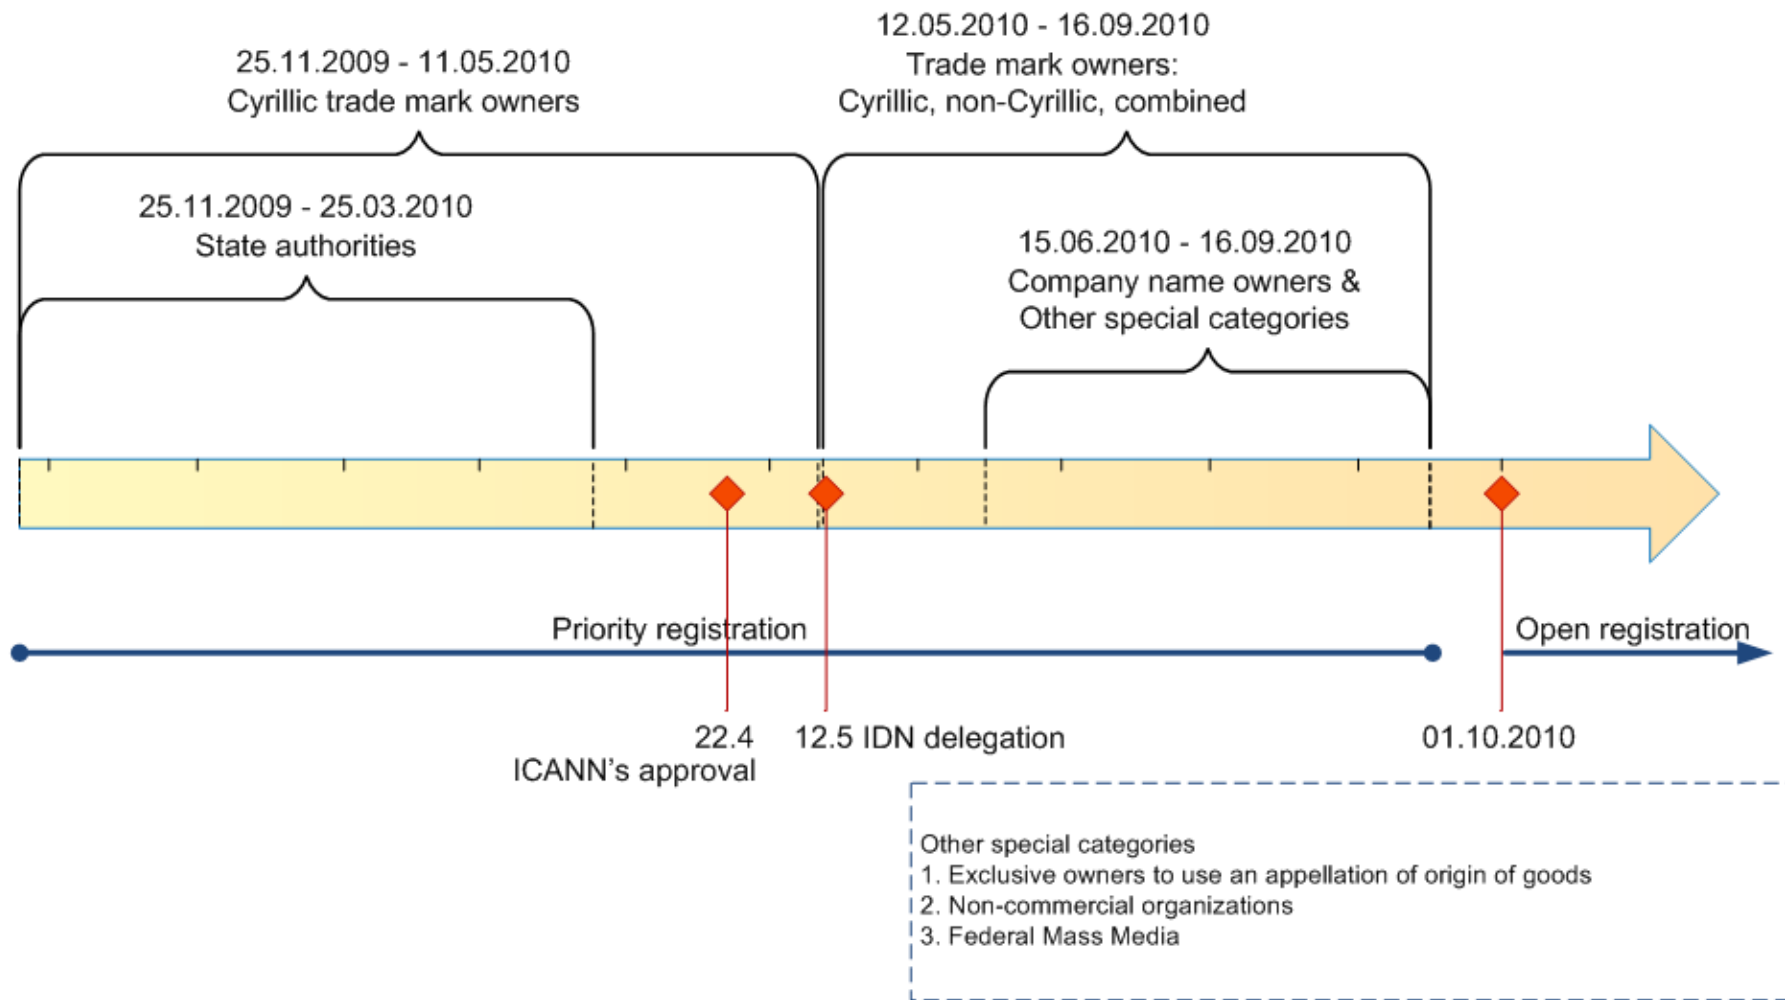 12.05.2010 - 16.09.2010
Trade mark owners:
Cyrillic, non-Cyrillic, combined
25.11.2009 - 11.05.2010
Cyrillic trade mark owners
25.11.2009 - 25.03.2010
State authorities
15.06.2010 - 16.09.2010
Company name owners &
Other special categories
Priority registration
Open registration
22.4
ICANN's approval
12.5 IDN delegation
01.10.2010
Other special categories
1. Exclusive owners to use an appellation of origin of goods
2. Non-commercial organizations
3. Federal Mass Media